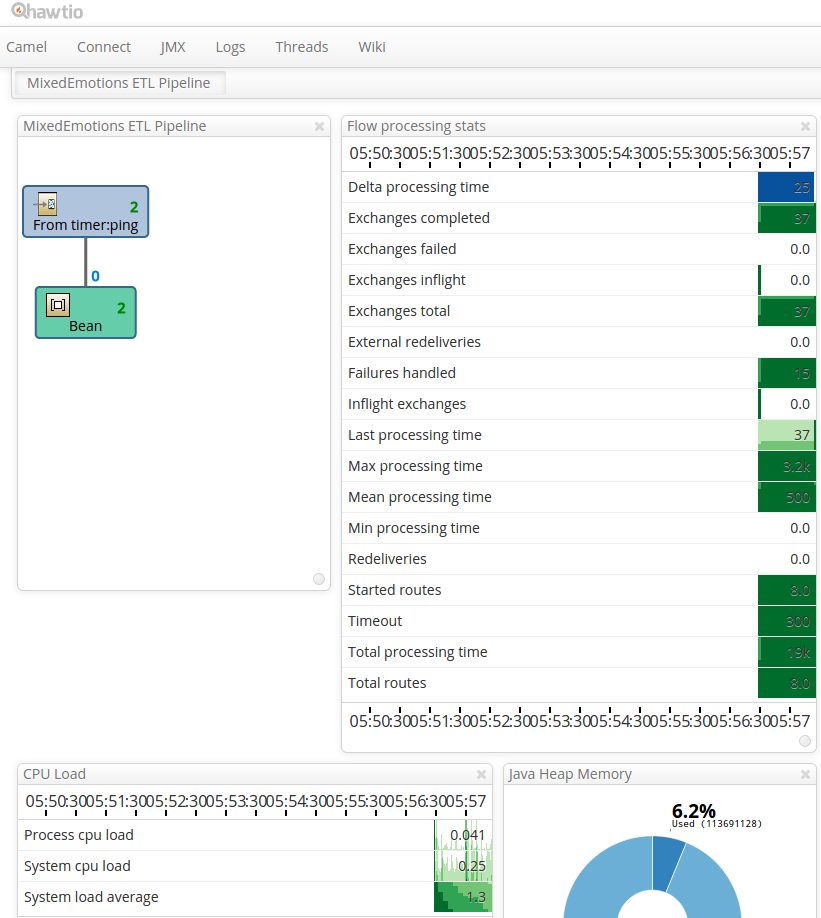 hawtio
Camel Connect JMX Logs Threads Wiki
MixedEmotions ETL Pipeline
MixedEmotions ETL Pipeline
2
From timer:ping
0
2
Bean
Flow processing stats
05:50:30 05:51:30 05:52:30 05:53:30 05:54:30 05:55:30 05:56:30 05:57
Delta processing time 25
Exchanges completed 37
Exchanges failed 0.0
Exchanges inflight 0.0
Exchanges total 37
External redeliveries 0.0
Failures handled 15
Inflight exchanges 0.0
Last processing time 37
Max processing time 3.2k
Mean processing time 500
Min processing time 0.0
Redeliveries 0.0
Started routes 8.0
Timeout 300
Total processing time 19k
Total routes 8.0
05:50:30 05:51:30 05:52:30 05:53:30 05:54:30 05:55:30 05:56:30 05:57
CPU Load
05:50:30 05:51:30 05:52:30 05:53:30 05:54:30 05:55:30 05:56:30 05:57
Process cpu load 0.041
System cpu load 0.25
System load average 1.3
Java Heap Memory
6.2%
Used (113691128)